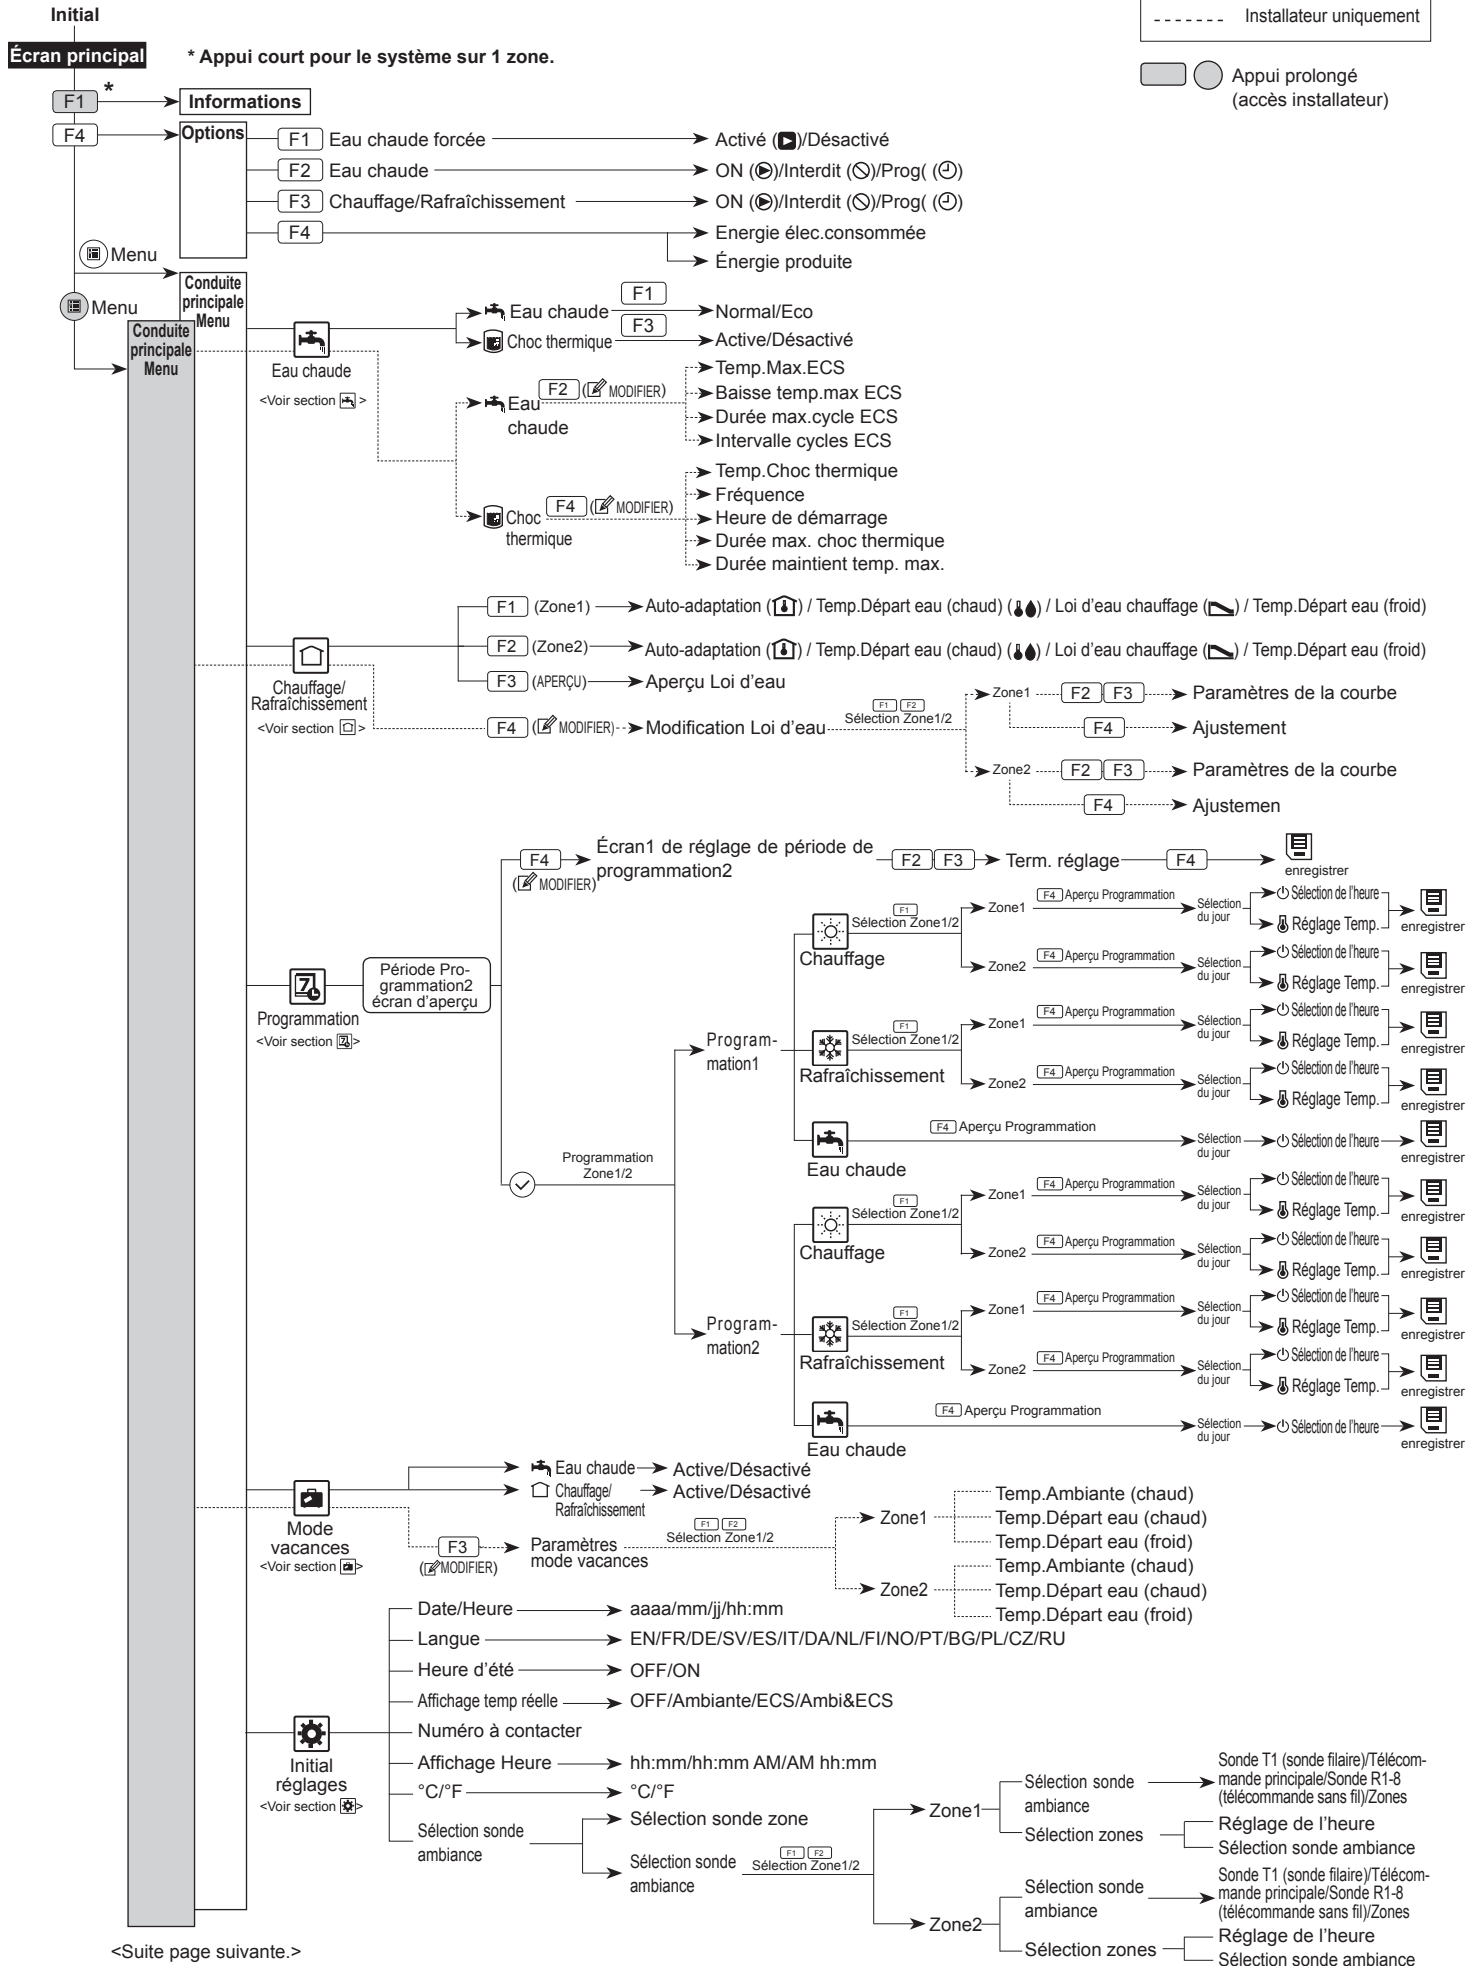 Initial
Installateur uniquement
Écran principal
* Appui court pour le système sur 1 zone.
Appui prolongé
(accès installateur)
F1
*
Informations
F4
Options
F1 Eau chaude forcée
Activé ()/Désactivé
F2 Eau chaude
ON ()/Interdit ()/Prog( ()
F3 Chauffage/Rafraîchissement
ON ()/Interdit ()/Prog( ()
F4
Energie élec.consommée
Énergie produite
Menu
Conduite
principale
Menu
Menu
Conduite
principale
Menu
Eau chaude
<Voir section >
Eau chaude
F1
Normal/Eco
Choc thermique
F3
Active/Désactivé
Eau
chaude
F2 ( MODIFIER)
Temp.Max.ECS
Baisse temp.max ECS
Durée max.cycle ECS
Intervalle cycles ECS
Choc
thermique
F4 ( MODIFIER)
Temp.Choc thermique
Fréquence
Heure de démarrage
Durée max. choc thermique
Durée maintient temp. max.
Chauffage/
Rafraîchissement
<Voir section >
F1 (Zone1)
Auto-adaptation () / Temp.Départ eau (chaud) () / Loi d'eau chauffage () / Temp.Départ eau (froid)
F2 (Zone2)
Auto-adaptation () / Temp.Départ eau (chaud) () / Loi d'eau chauffage () / Temp.Départ eau (froid)
F3 (APERÇU)
Aperçu Loi d'eau
F4 ( MODIFIER)
Modification Loi d'eau
F1 F2
Sélection Zone1/2
Zone1
F2 F3
Paramètres de la courbe
F4
Ajustement
Zone2
F2 F3
Paramètres de la courbe
F4
Ajustemen
7
Programmation
<Voir section 7>
Période Pro-
grammation2
écran d'aperçu
F4
( MODIFIER)
Écran1 de réglage de période de
programmation2
F2 F3
Term. réglage
F4
enregistrer
Programmation
Zone1/2
Program-
mation1
Chauffage
F1
Sélection Zone1/2
Zone1
F4 Aperçu Programmation
Sélection
du jour
Sélection de l'heure
Réglage Temp.
enregistrer
Zone2
F4 Aperçu Programmation
Sélection
du jour
Sélection de l'heure
Réglage Temp.
enregistrer
Rafraîchissement
F1
Sélection Zone1/2
Zone1
F4 Aperçu Programmation
Sélection
du jour
Sélection de l'heure
Réglage Temp.
enregistrer
Zone2
F4 Aperçu Programmation
Sélection
du jour
Sélection de l'heure
Réglage Temp.
enregistrer
Eau chaude
F4 Aperçu Programmation
Sélection
du jour
Sélection de l'heure
enregistrer
Program-
mation2
Chauffage
F1
Sélection Zone1/2
Zone1
F4 Aperçu Programmation
Sélection
du jour
Sélection de l'heure
Réglage Temp.
enregistrer
Zone2
F4 Aperçu Programmation
Sélection
du jour
Sélection de l'heure
Réglage Temp.
enregistrer
Rafraîchissement
F1
Sélection Zone1/2
Zone1
F4 Aperçu Programmation
Sélection
du jour
Sélection de l'heure
Réglage Temp.
enregistrer
Zone2
F4 Aperçu Programmation
Sélection
du jour
Sélection de l'heure
Réglage Temp.
enregistrer
Eau chaude
F4 Aperçu Programmation
Sélection
du jour
Sélection de l'heure
enregistrer
Mode
vacances
<Voir section >
Eau chaude
Active/Désactivé
Chauffage/
Rafraîchissement
Active/Désactivé
F3
(MODIFIER)
Paramètres
mode vacances
F1 F2
Sélection Zone1/2
Zone1
Temp.Ambiante (chaud)
Temp.Départ eau (chaud)
Temp.Départ eau (froid)
Zone2
Temp.Ambiante (chaud)
Temp.Départ eau (chaud)
Temp.Départ eau (froid)
Initial
réglages
<Voir section >
Date/Heure
aaaa/mm/jj/hh:mm
Langue
EN/FR/DE/SV/ES/IT/DA/NL/FI/NO/PT/BG/PL/CZ/RU
Heure d'été
OFF/ON
Affichage temp réelle
OFF/Ambiante/ECS/Ambi&ECS
Numéro à contacter
Affichage Heure
hh:mm/hh:mm AM/AM hh:mm
°C/°F
°C/°F
Sélection sonde
ambiance
Sélection sonde zone
Sélection sonde
ambiance
F1 F2
Sélection Zone1/2
Zone1
Sélection sonde
ambiance
Sonde T1 (sonde filaire)/Télécom-
mande principale/Sonde R1-8
(télécommande sans fil)/Zones
Sélection zones
Réglage de l'heure
Sélection sonde ambiance
Zone2
Sélection sonde
ambiance
Sonde T1 (sonde filaire)/Télécom-
mande principale/Sonde R1-8
(télécommande sans fil)/Zones
Sélection zones
Réglage de l'heure
Sélection sonde ambiance
<Suite page suivante.>